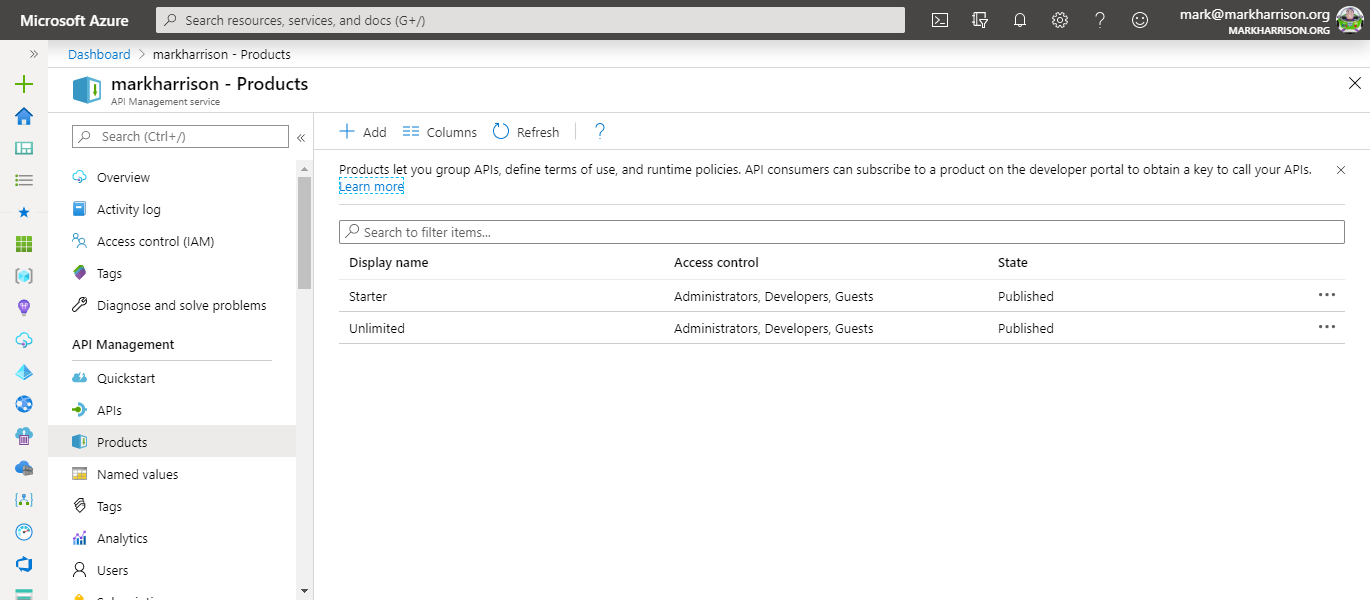 Microsoft Azure
Search resources, services, and docs (G+/)
mark@markharrison.org
MARKHARRISON.ORG
Dashboard > markharrison - Products
markharrison - Products
API Management service
Search (Ctrl+/)
Overview
Activity log
Access control (IAM)
Tags
Diagnose and solve problems
API Management
Quickstart
APIs
Products
Named values
Tags
Analytics
Users
Add Columns Refresh ?
Products let you group APIs, define terms of use, and runtime policies. API consumers can subscribe to a product on the developer portal to obtain a key to call your APIs.
Learn more
Search to filter items...
Display name Access control State
Starter Administrators, Developers, Guests Published
Unlimited Administrators, Developers, Guests Published